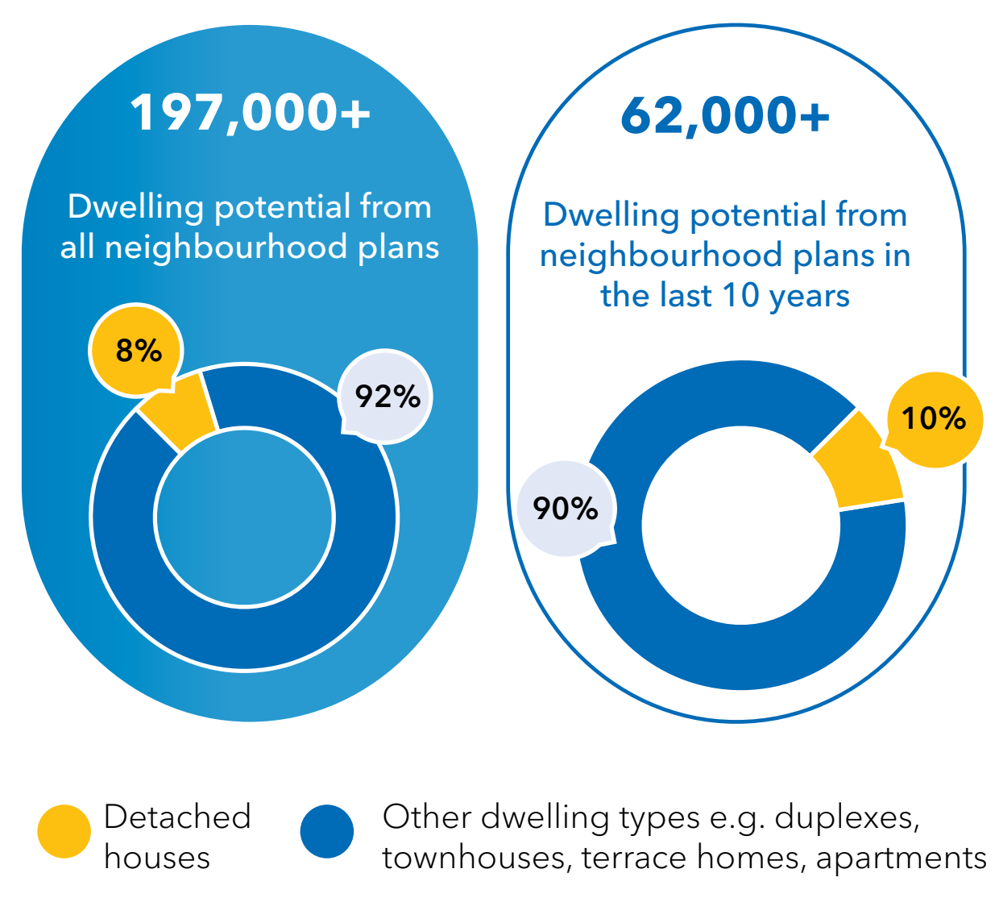 197,000+
Dwelling potential from
all neighbourhood plans
8%
92%
62,000+
Dwelling potential from
neighbourhood plans in
the last 10 years
10%
90%
Detached
houses
Other dwelling types e.g. duplexes,
townhouses, terrace homes, apartments